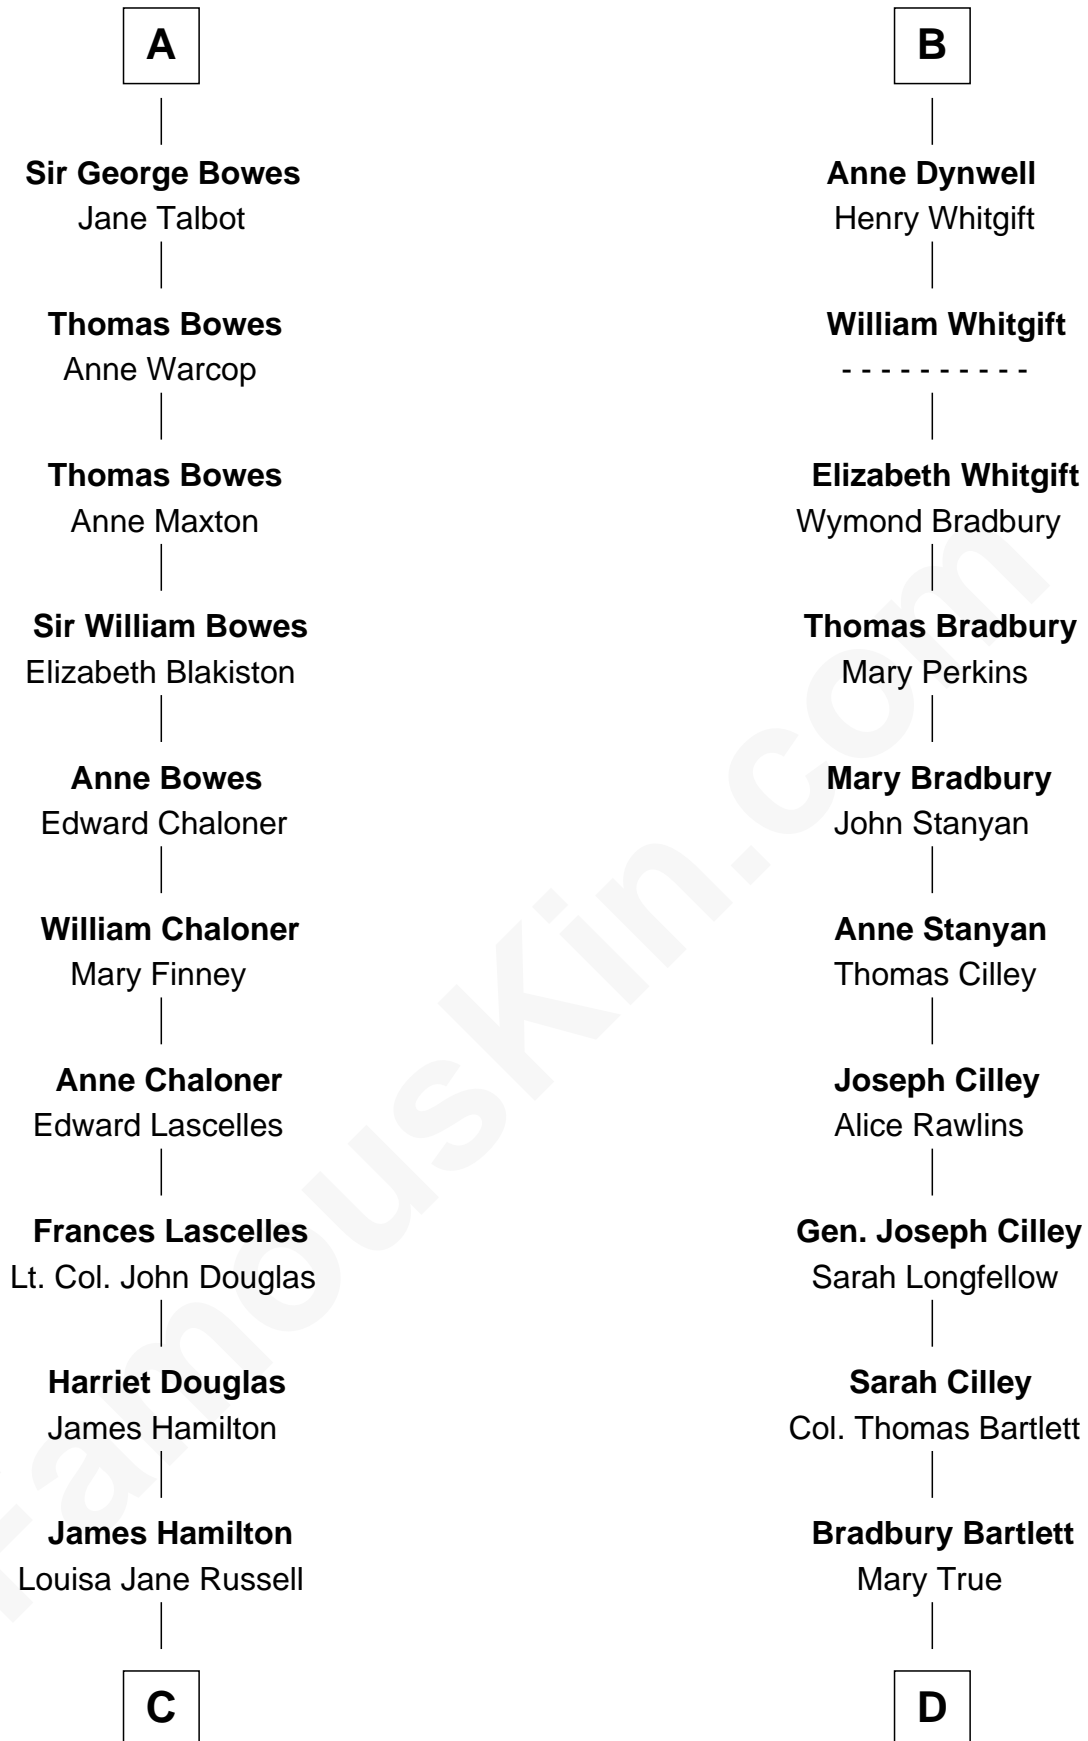 A
Sir George Bowes
Jane Talbot
Thomas Bowes
Anne Warcop
Thomas Bowes
Anne Maxton
Sir William Bowes
Elizabeth Blakiston
Anne Bowes
Edward Chaloner
William Chaloner
Mary Finney
Anne Chaloner
Edward Lascelles
Frances Lascelles
Lt. Col. John Douglas
Harriet Douglas
James Hamilton
James Hamilton
Louisa Jane Russell
C
B
Anne Dynwell
Henry Whitgift
William Whitgift
- - - - - - - - - -
Elizabeth Whitgift
Wymond Bradbury
Thomas Bradbury
Mary Perkins
Mary Bradbury
John Stanyan
Anne Stanyan
Thomas Cilley
Joseph Cilley
Alice Rawlins
Gen. Joseph Cilley
Sarah Longfellow
Sarah Cilley
Col. Thomas Bartlett
Bradbury Bartlett
Mary True
D
FamousKin.com